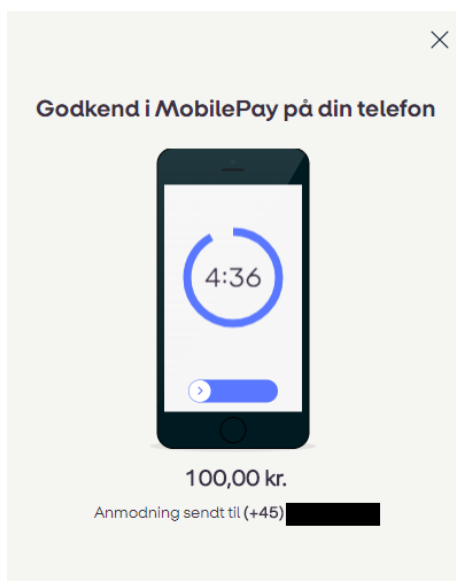 Godkend i MobilePay på din telefon
4:36
100,00 kr.
Anmodning sendt til (+45)